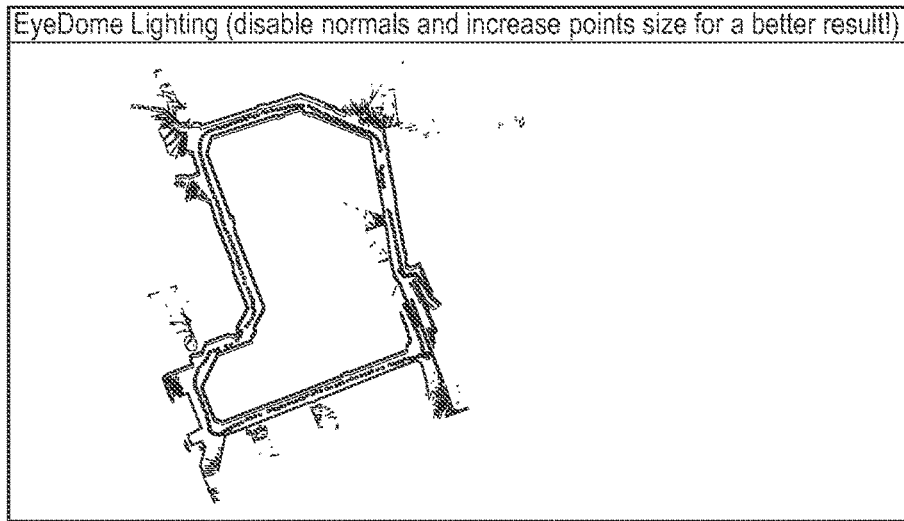 EyeDome Lighting (disable normals and increase points size for a better result!)